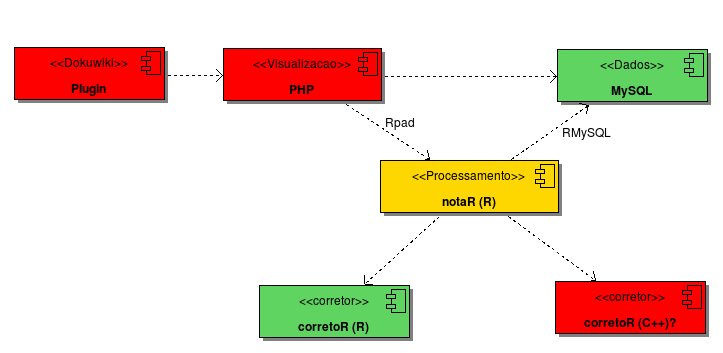 <<Dokuwiki>>
Plugin
<<Visualizacao>>
PHP
<<Dados>>
MySQL
Rpad
RMySQL
<<Processamento>>
notaR (R)
<<corretor>>
corretoR (R)
<<corretor>>
corretoR (C++)?